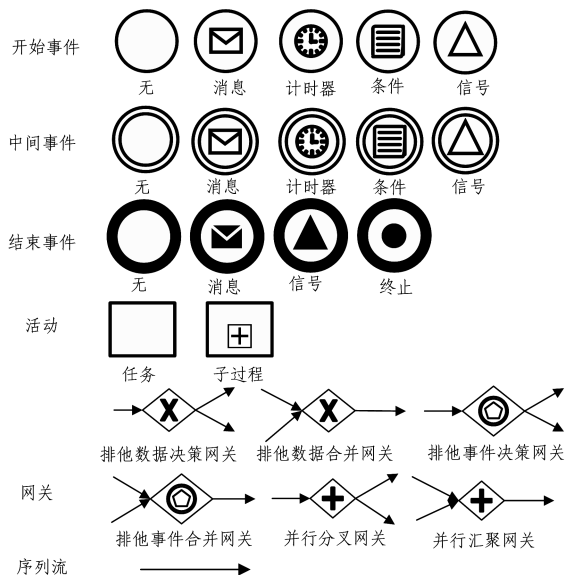 开始事件
无 消息 计时器 条件 信号
中间事件
无 消息 计时器 条件 信号
结束事件
无 消息 信号 终止
活动
任务 子过程
排他数据决策网关 排他数据合并网关 排他事件决策网关
网关
排他事件合并网关 并行分叉网关 并行汇聚网关
序列流